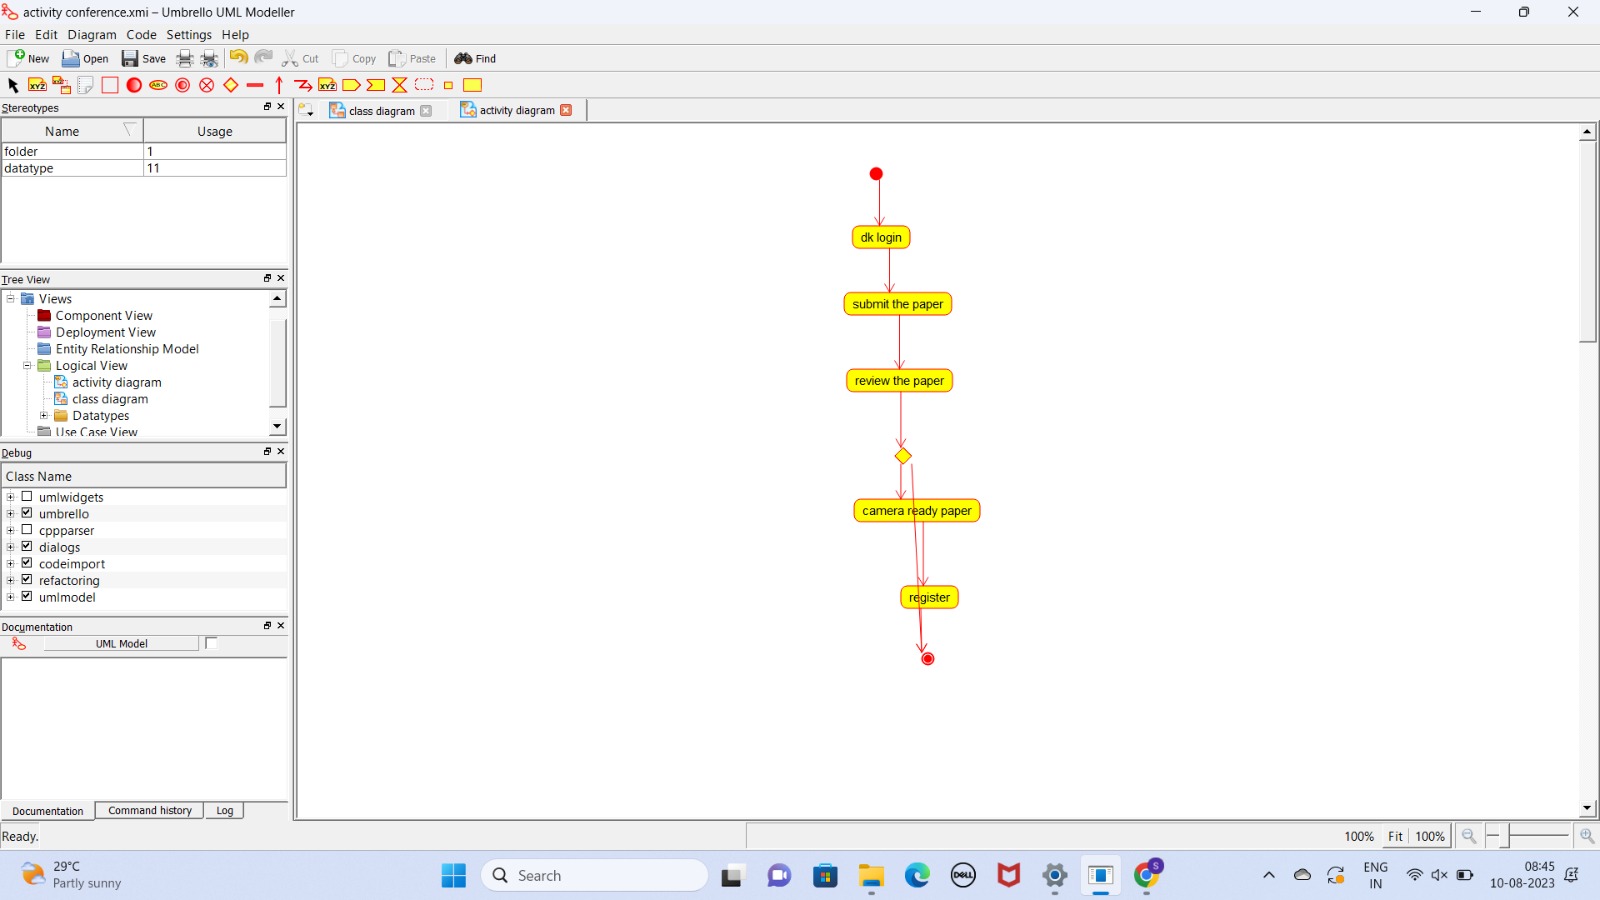 activity conference.xmi – Umbrello UML Modeller
File Edit Diagram Code Settings Help
New Open Save Cut Copy Paste Find
XYZ ABC XYZ
Stereotypes
class diagram activity diagram
Name Usage
folder 1
datatype 11
Tree View
Views
Component View
Deployment View
Entity Relationship Model
Logical View
activity diagram
class diagram
Datatypes
Use Case View
Debug
Class Name
umlwidgets
umbrello
cppparser
dialogs
codeimport
refactoring
umlmodel
Documentation
UML Model
Documentation Command history Log
dk login
submit the paper
review the paper
camera ready paper
register
Ready.
100% Fit 100%
29°C
Partly sunny
Search
DELL
S
ENG
IN
08:45
10-08-2023